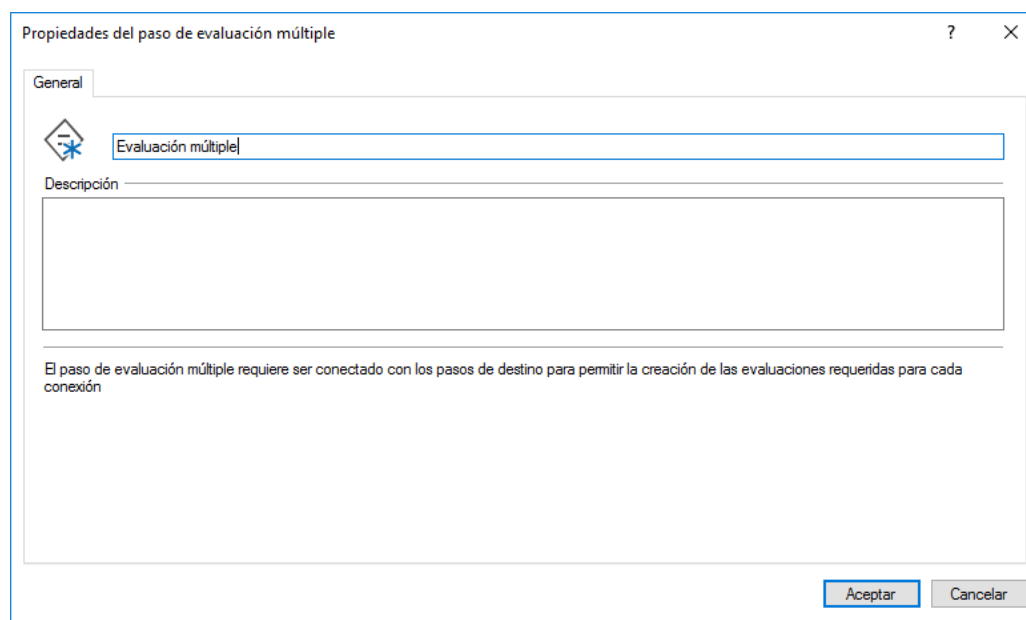 Propiedades del paso de evaluación múltiple
?
General
Evaluación múltiple
Descripción
El paso de evaluación múltiple requiere ser conectado con los pasos de destino para permitir la creación de las evaluaciones requeridas para cada
conexión
Aceptar
Cancelar